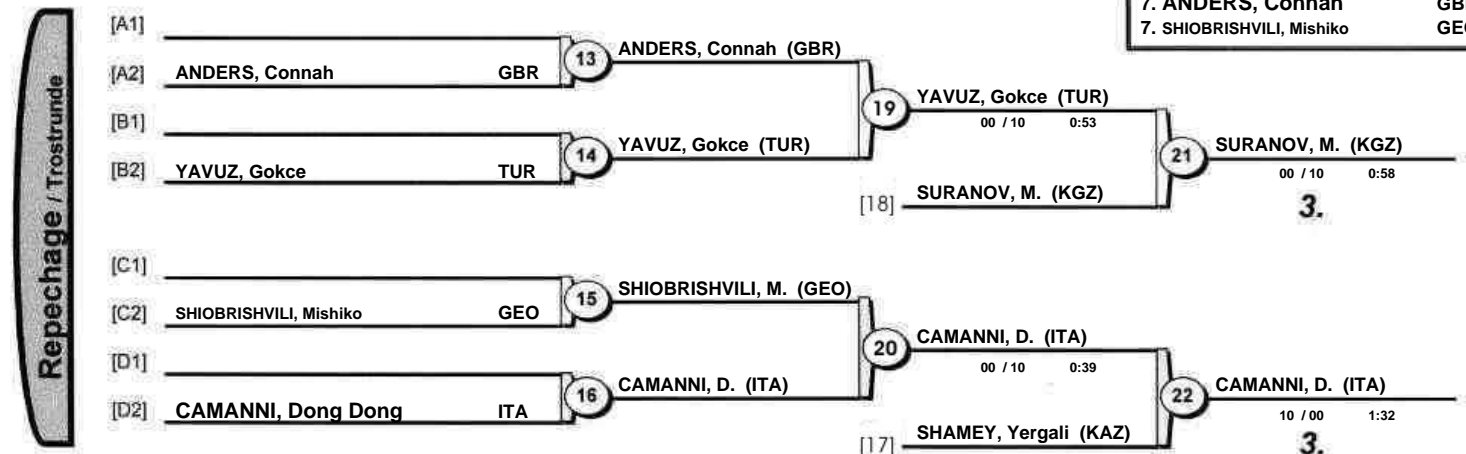 7. ANDERS, Connah GB
7. SHIOBRISHVILI, Mishiko GE
Repechage / Trostrunde
[A1]
[A2] ANDERS, Connah GBR
13 ANDERS, Connah (GBR)
[B1]
[B2] YAVUZ, Gokce TUR
14 YAVUZ, Gokce (TUR)
19 YAVUZ, Gokce (TUR)
00 / 10 0:53
[18] SURANOV, M. (KGZ)
21 SURANOV, M. (KGZ)
00 / 10 0:58
3.
[C1]
[C2] SHIOBRISHVILI, Mishiko GEO
15 SHIOBRISHVILI, M. (GEO)
[D1]
[D2] CAMANNI, Dong Dong ITA
16 CAMANNI, D. (ITA)
20 CAMANNI, D. (ITA)
00 / 10 0:39
[17] SHAMEY, Yergali (KAZ)
22 CAMANNI, D. (ITA)
10 / 00 1:32
3.